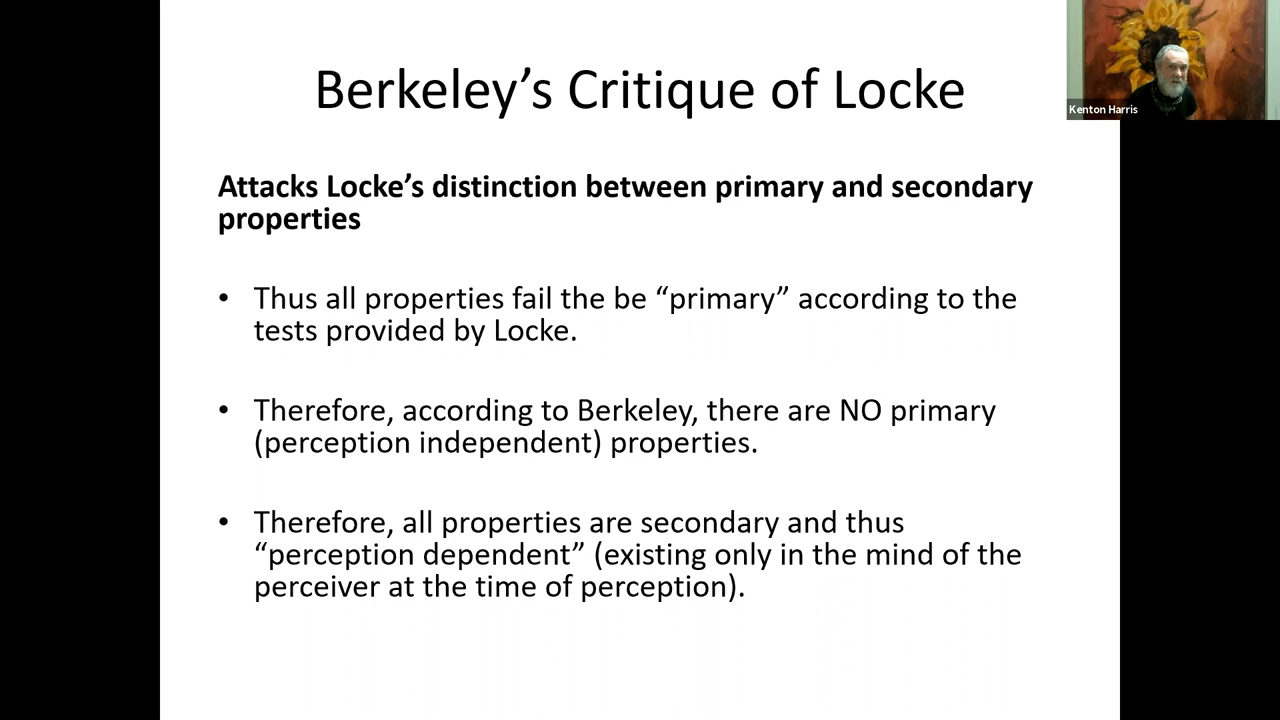 Berkeley’s Critique of Locke
Kenton Harris
Attacks Locke’s distinction between primary and secondary
properties
• Thus all properties fail the be “primary” according to the
tests provided by Locke.
• Therefore, according to Berkeley, there are NO primary
(perception independent) properties.
• Therefore, all properties are secondary and thus
“perception dependent” (existing only in the mind of the
perceiver at the time of perception).